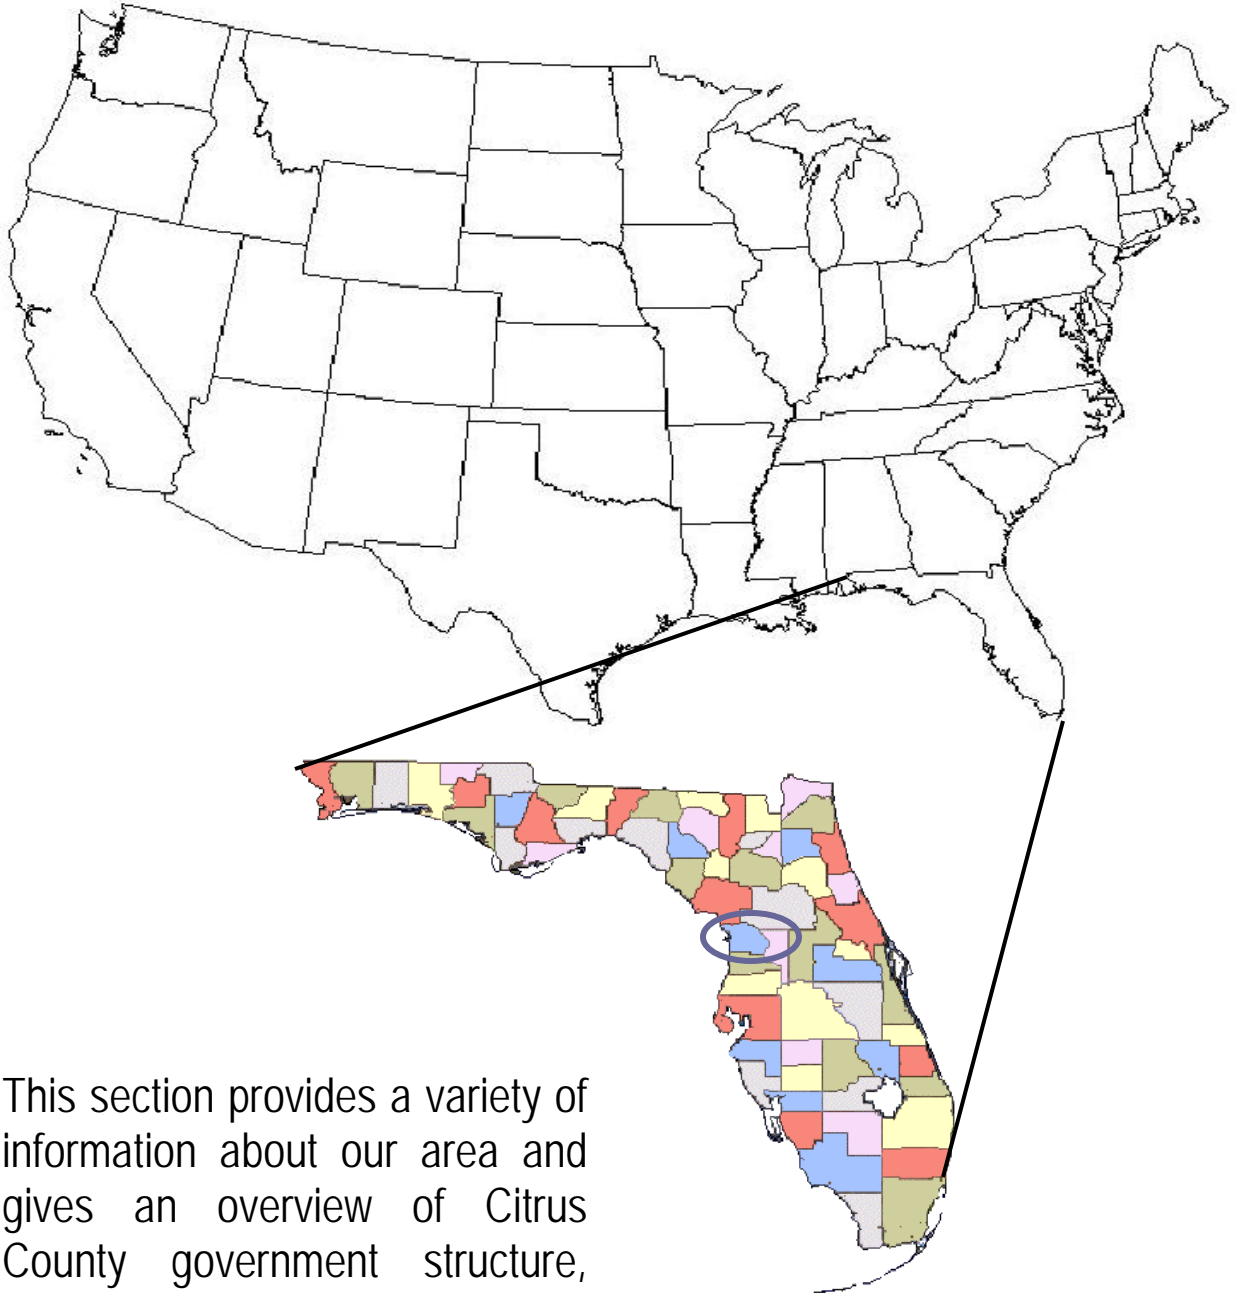 This section provides a variety of
information about our area and
gives an overview of Citrus
County government structure,